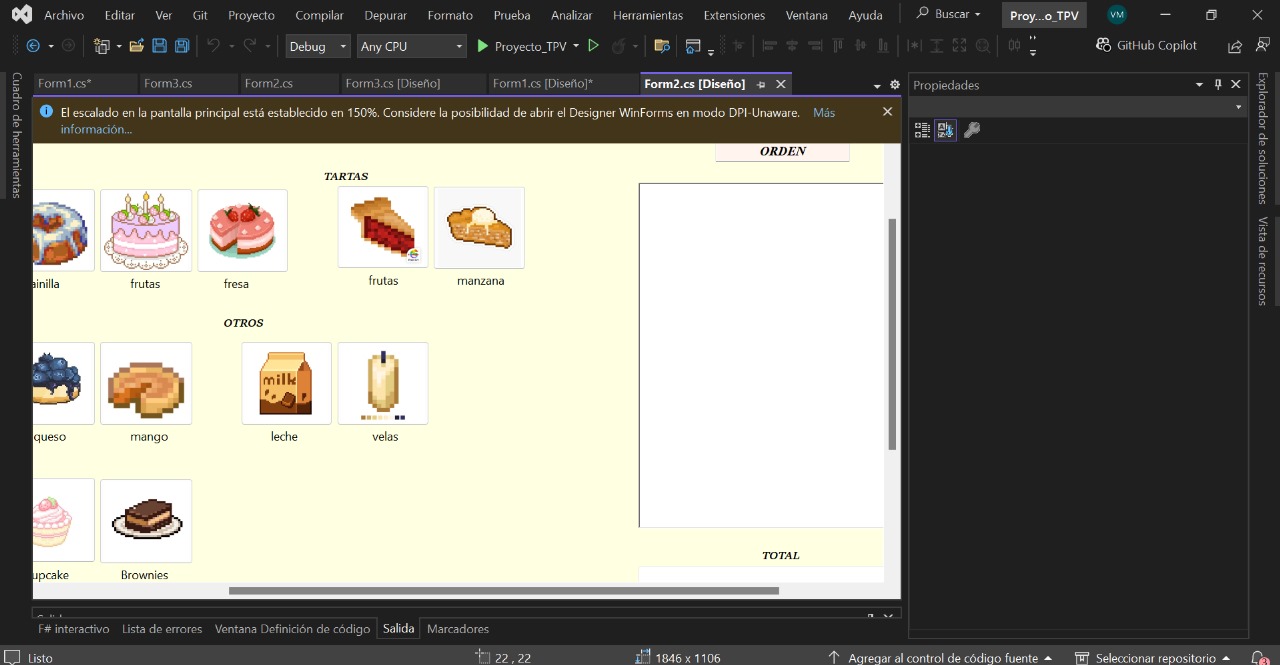 Archivo Editar Ver Git Proyecto Compilar Depurar Formato Prueba Analizar Herramientas Extensiones Ventana Ayuda Buscar Proy...o_TPV VM
Debug Any CPU Proyecto_TPV GitHub Copilot
Form1.cs* Form3.cs Form2.cs Form3.cs [Diseño] Form1.cs [Diseño]* Form2.cs [Diseño]
Propiedades
Cuadro de herramientas
Explorador de soluciones
Vista de recursos
El escalado en la pantalla principal está establecido en 150%. Considere la posibilidad de abrir el Designer WinForms en modo DPI-Unaware. Más
información...
ORDEN
TARTAS
ainilla frutas fresa frutas manzana
OTROS
milk
queso mango leche velas
TOTAL
upcake Brownies
F# interactivo Lista de errores Ventana Definición de código Salida Marcadores
Listo 22 , 22 1846 x 1106 Agregar al control de código fuente Seleccionar repositorio